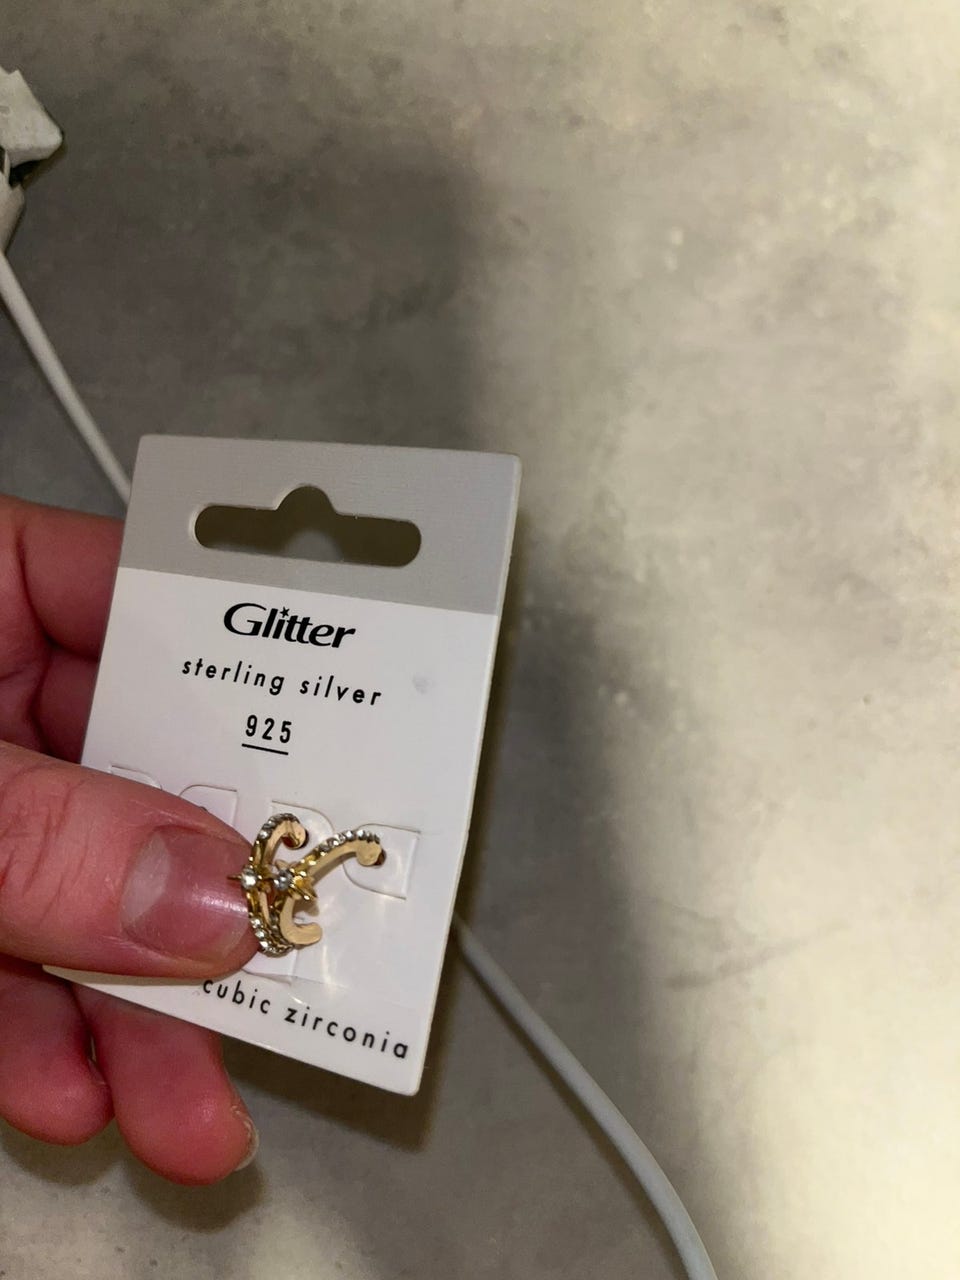 Glitter
sterling silver
925
cubic zirconia